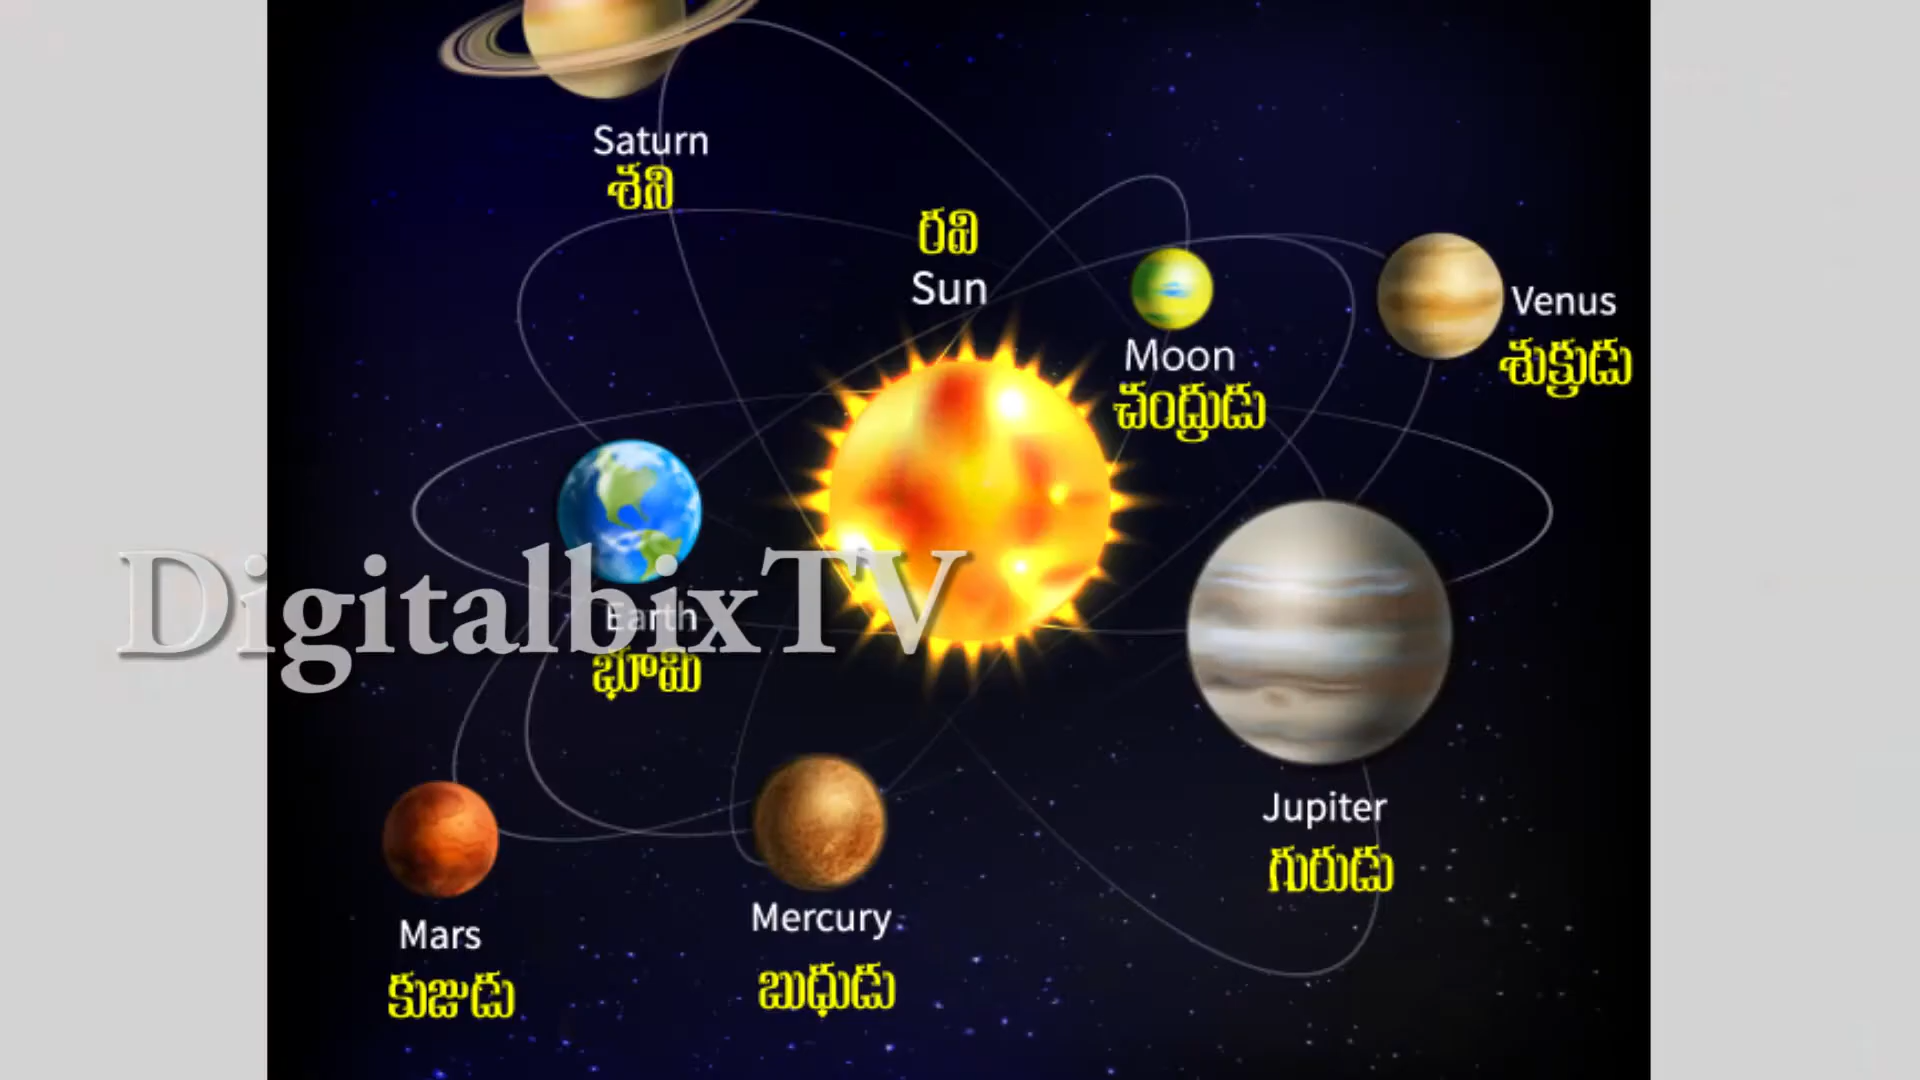 Saturn
శని
రవి
Sun
Venus
శుక్రుడు
Moon
చంద్రుడు
DigitalbixTV
Earth
భూమి
Jupiter
గురుడు
Mars
కుజుడు
Mercury
బుధుడు